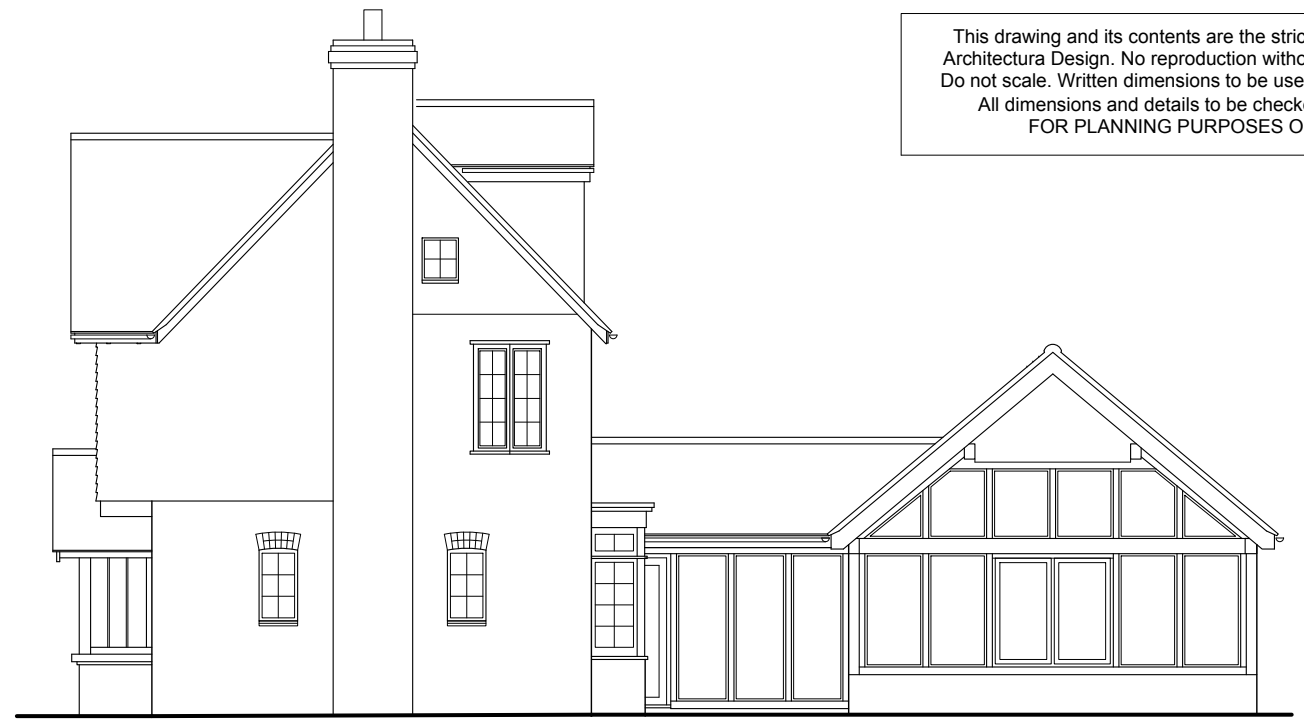 This drawing and its contents are the stric
Architectura Design. No reproduction witho
Do not scale. Written dimensions to be use
All dimensions and details to be check
FOR PLANNING PURPOSES O